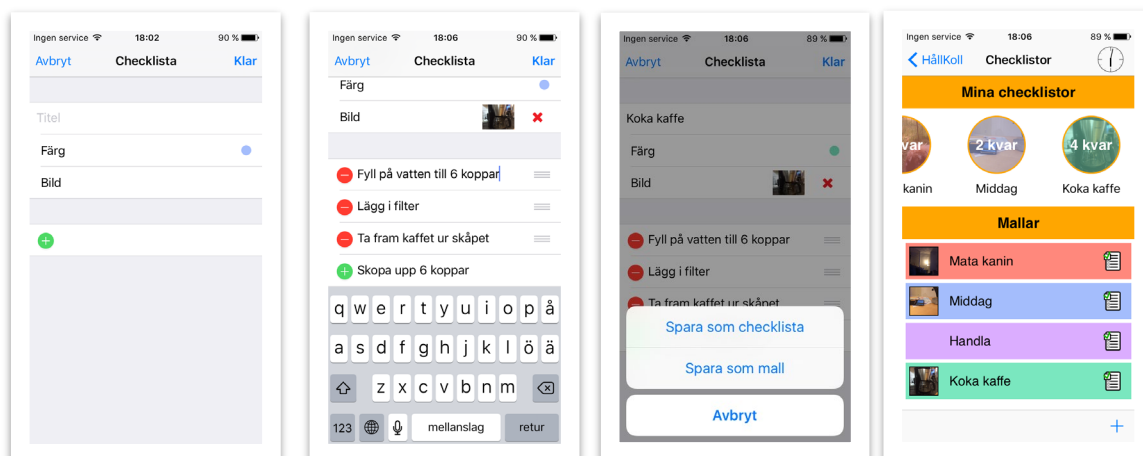 Ingen service 18:02 90 %
Avbryt Checklista Klar
Titel
Färg
Bild
Ingen service 18:06 90 %
Avbryt Checklista Klar
Färg
Bild
Fyll på vatten till 6 koppar
Lägg i filter
Ta fram kaffet ur skåpet
Skopa upp 6 koppar
q w e r t y u i o p å
a s d f g h j k l ö ä
z x c v b n m
123 mellanslag retur
Ingen service 18:06 89 %
Avbryt Checklista Klar
Koka kaffe
Färg
Bild
Fyll på vatten till 6 koppar
Lägg i filter
Ta fram kaffet ur skåpet
Spara som checklista
Spara som mall
Avbryt
Ingen service 18:06 89 %
HållKoll Checklistor
Mina checklistor
var 2 kvar 4 kvar
kanin Middag Koka kaffe
Mallar
Mata kanin
Middag
Handla
Koka kaffe